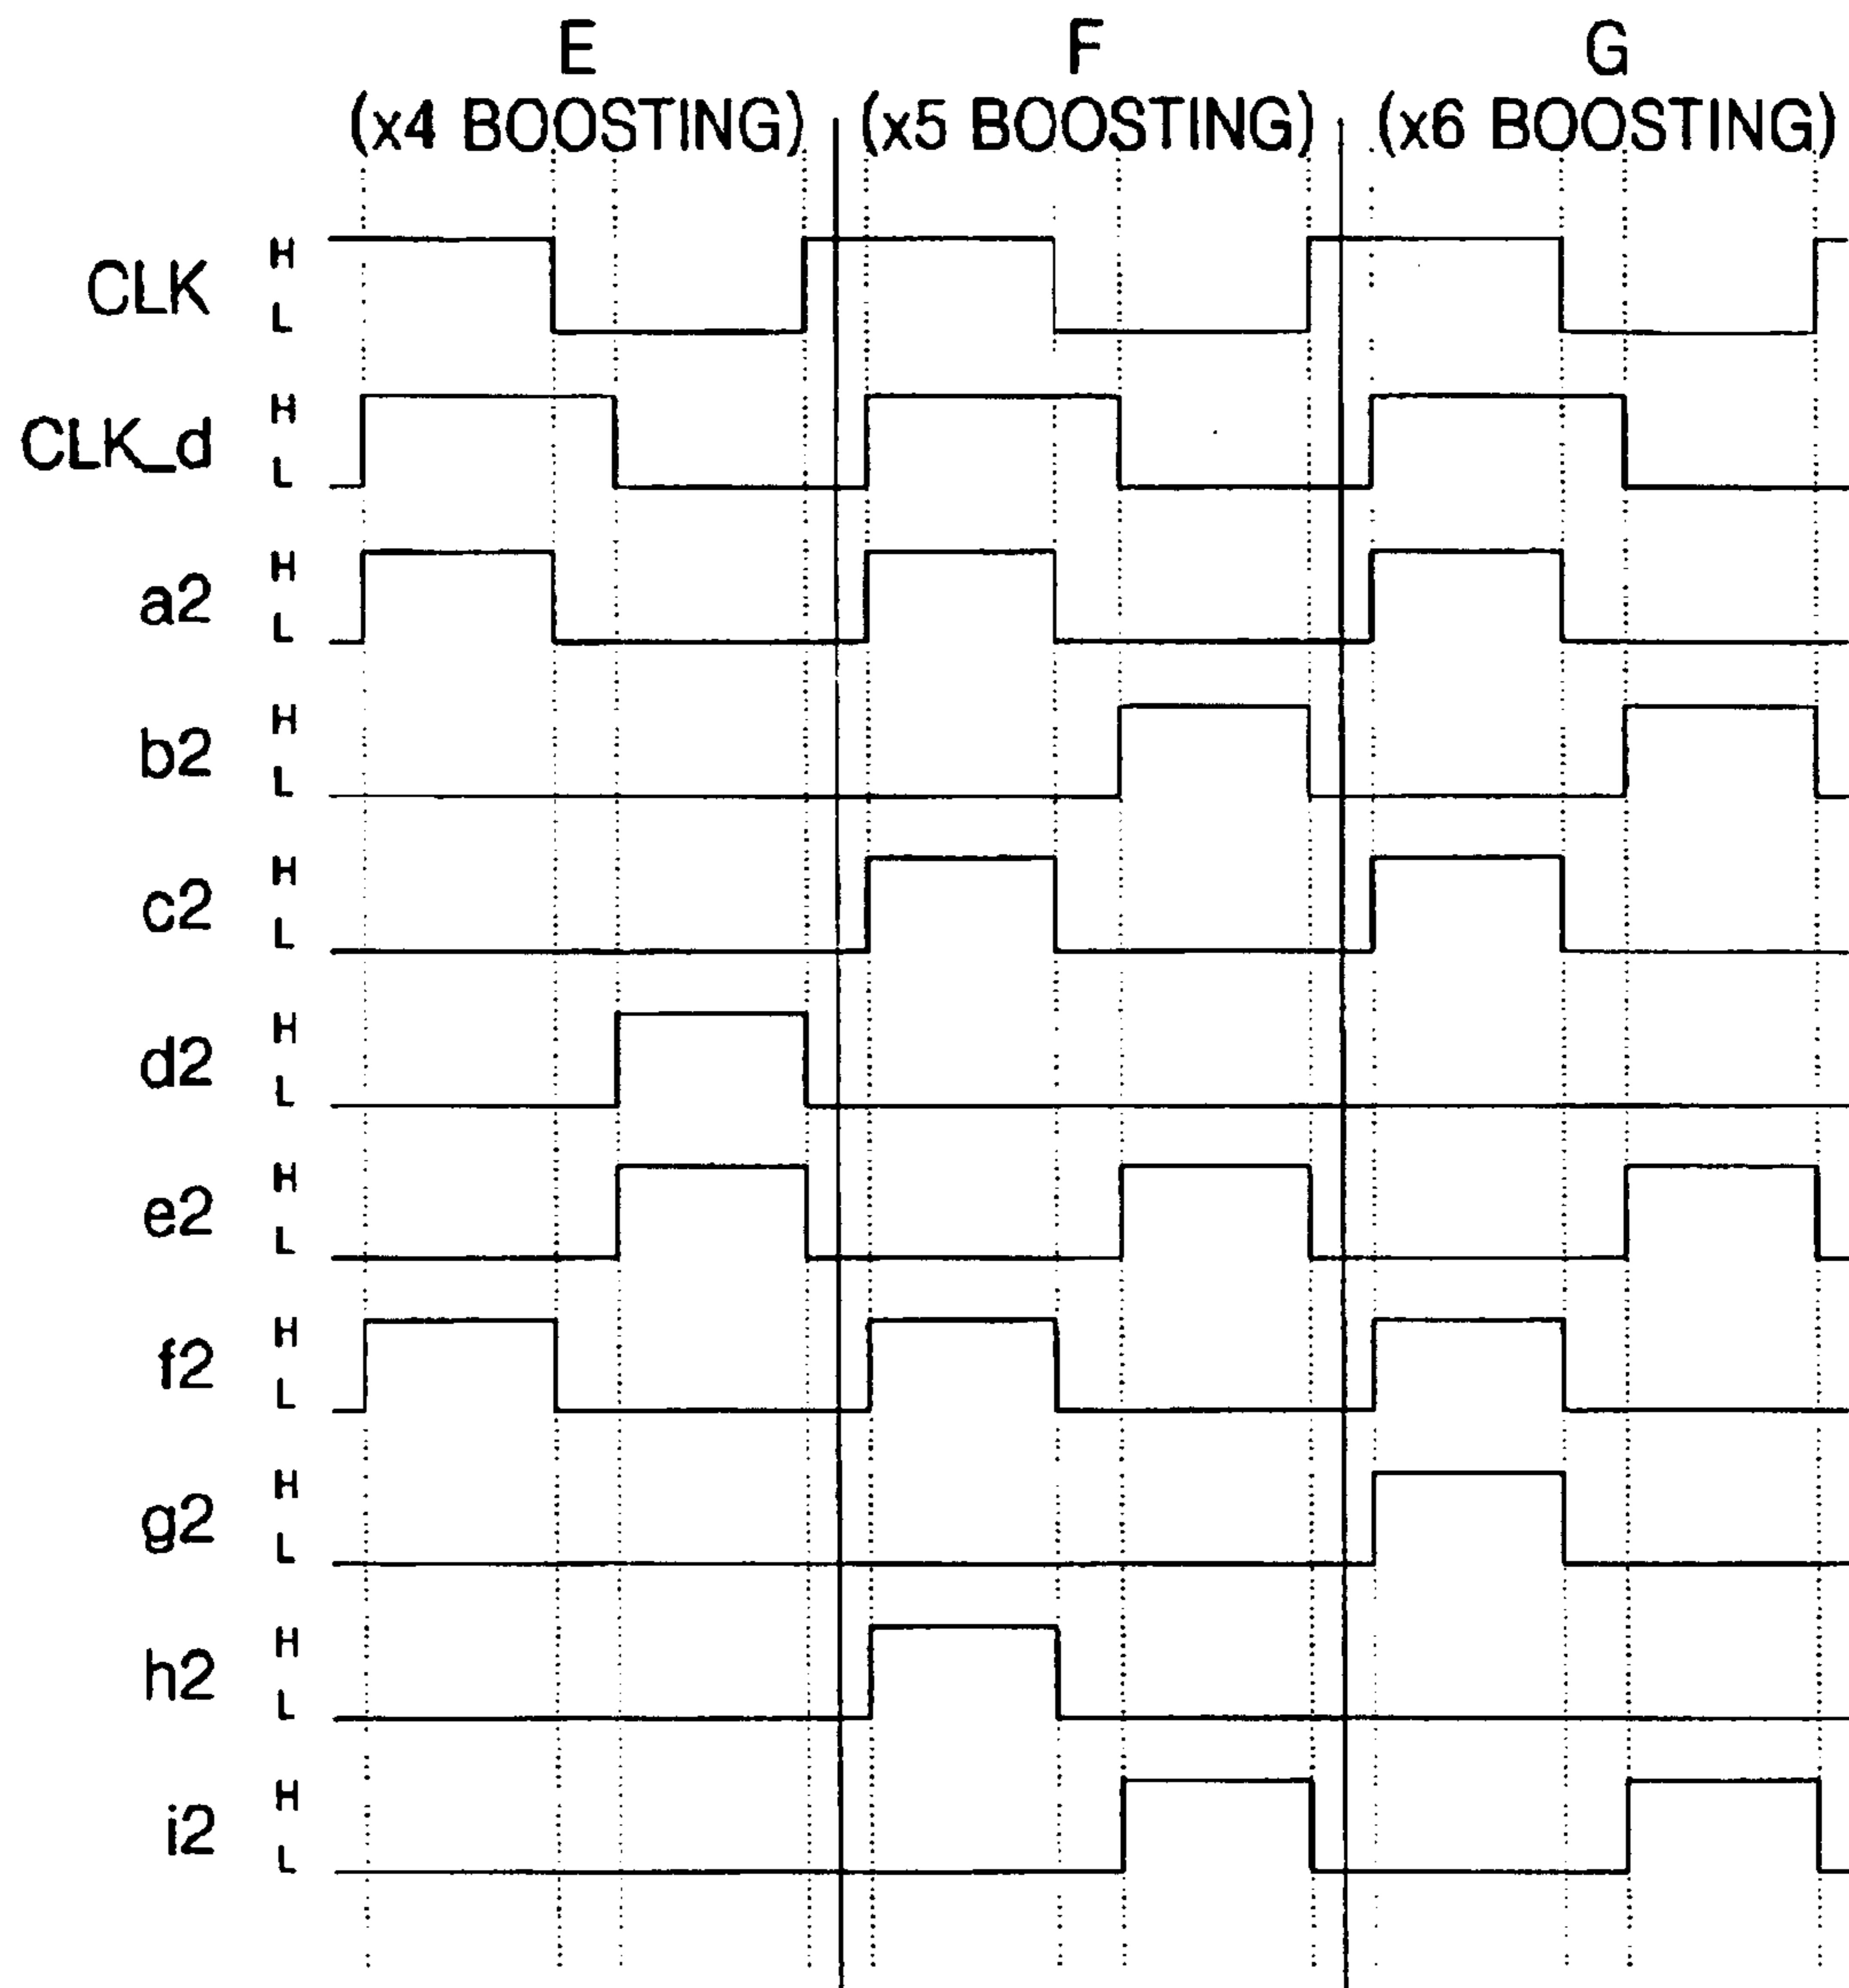 E F G
(x4 BOOSTING) (x5 BOOSTING) (x6 BOOSTING)
CLK H
L
CLK_d H
L
a2 H
L
b2 H
L
c2 H
L
d2 H
L
e2 H
L
f2 H
L
g2 H
L
h2 H
L
i2 H
L